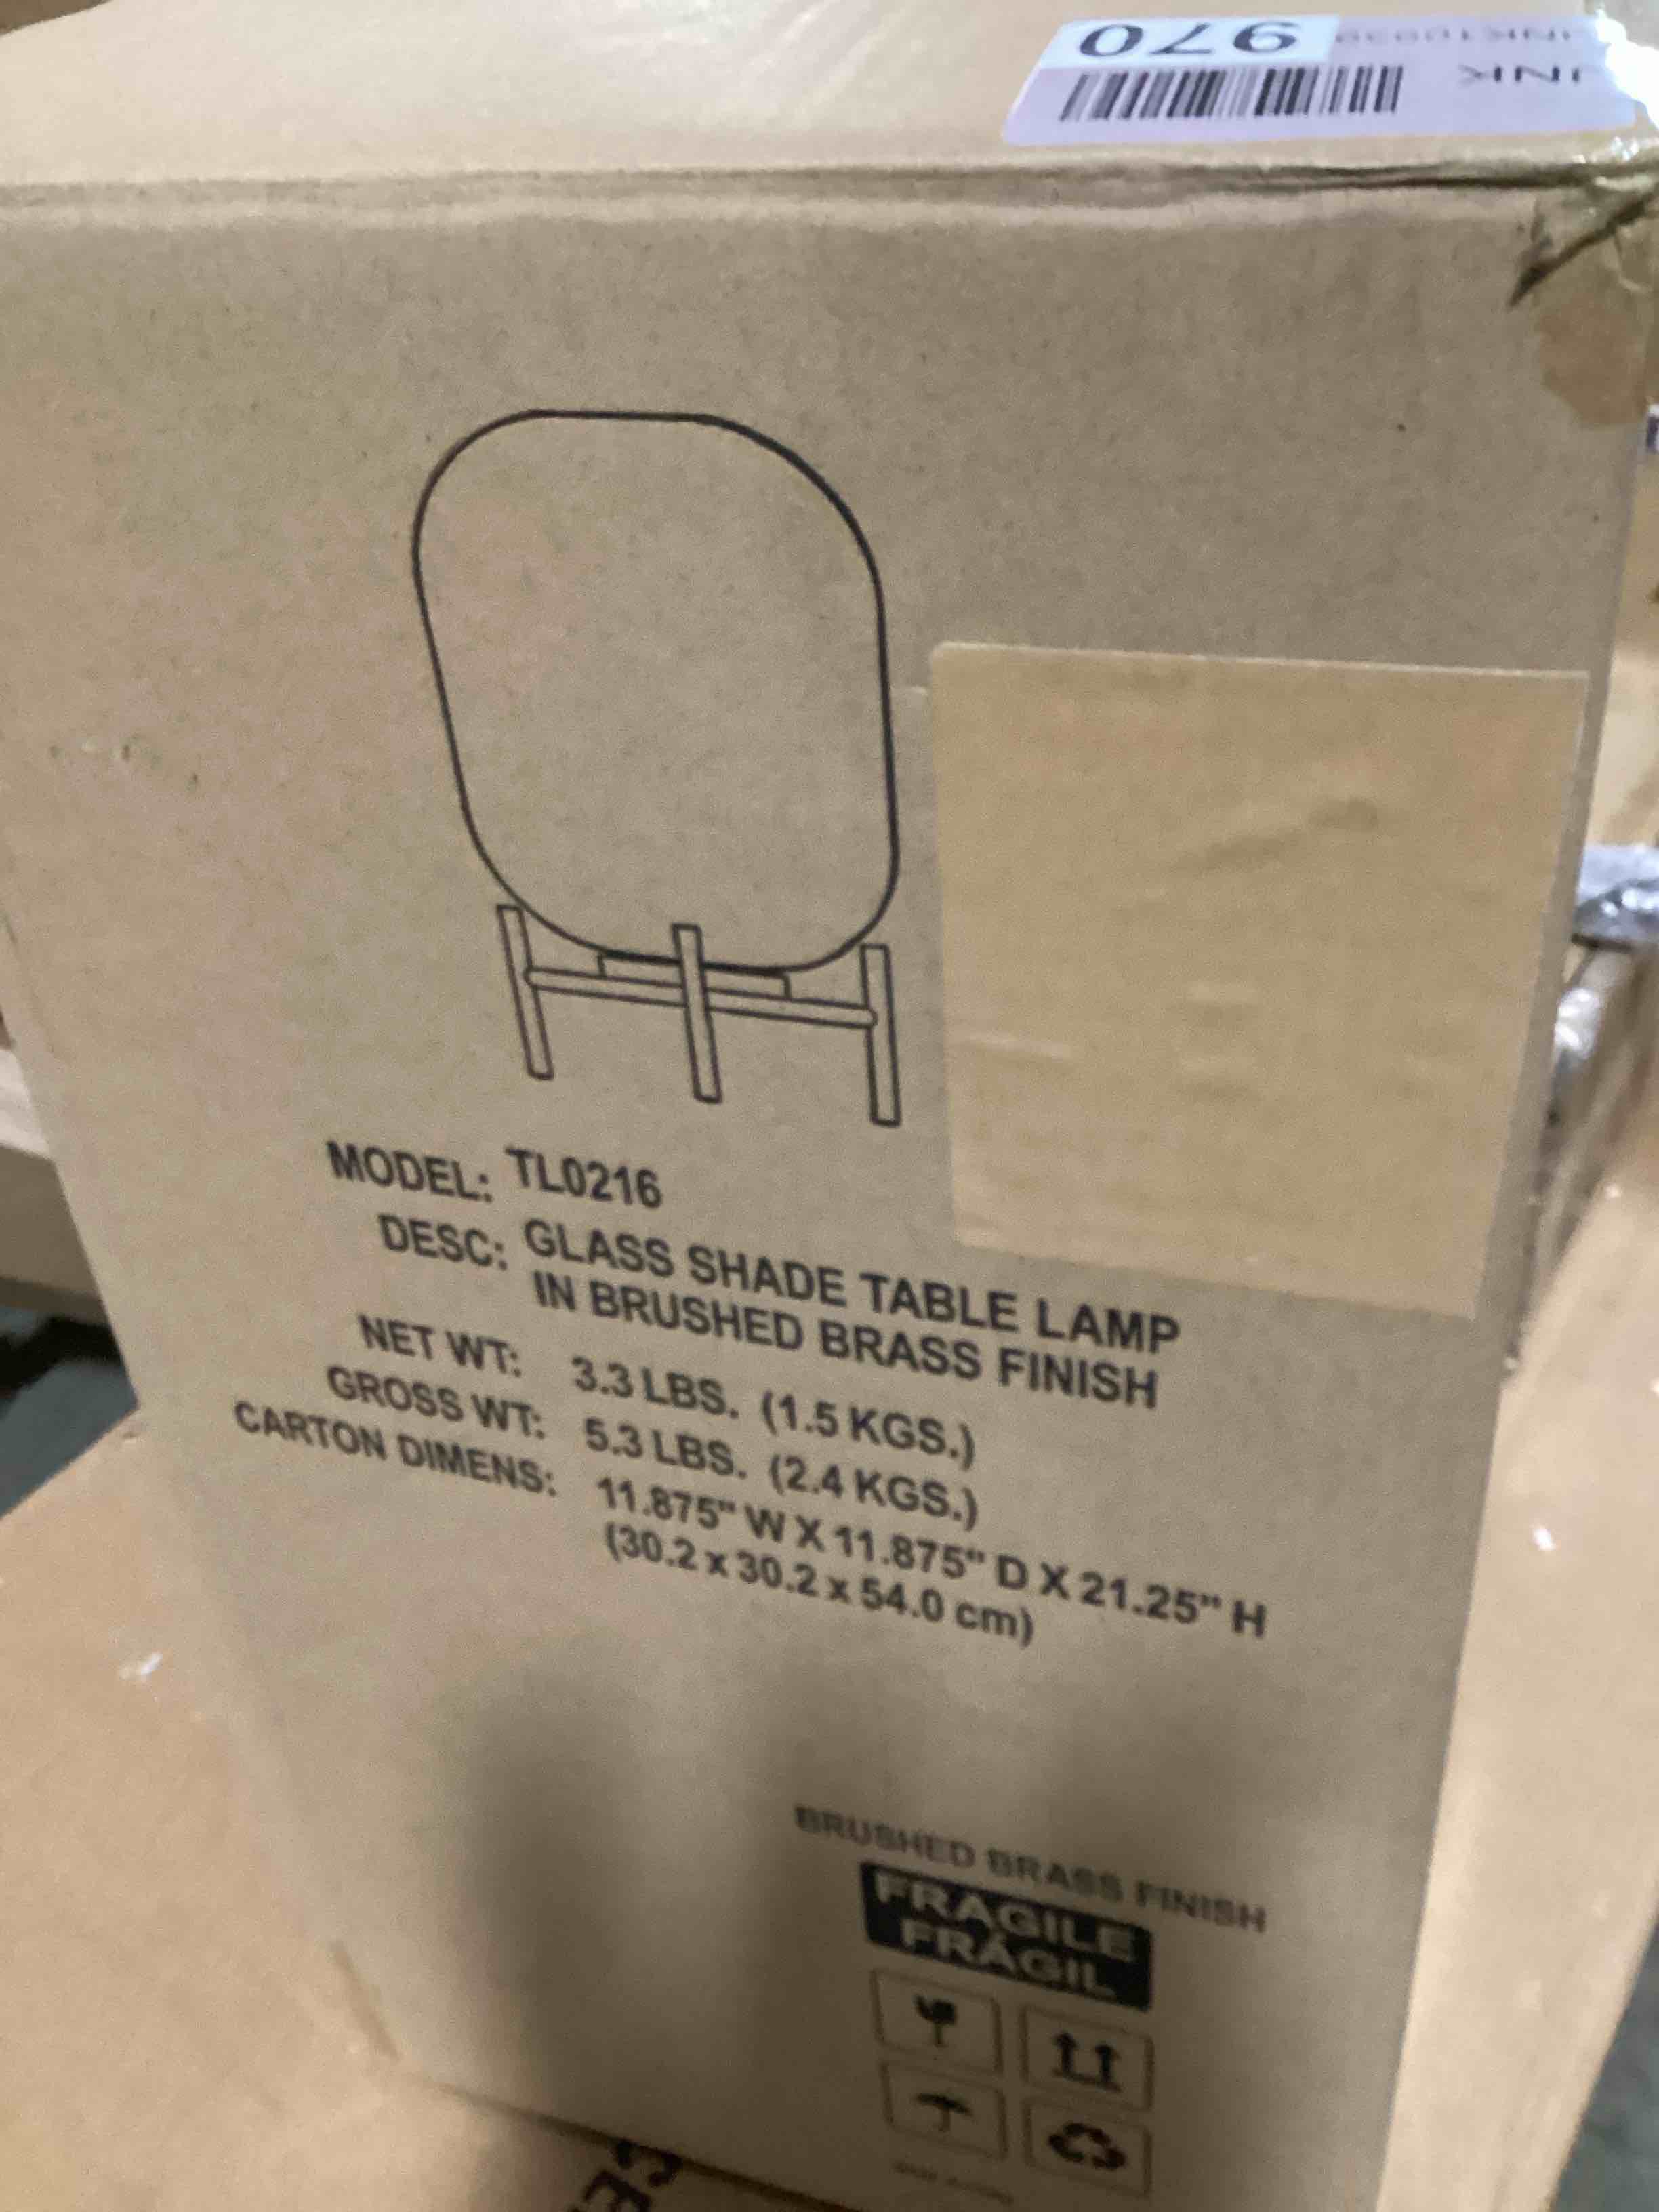 970
MODEL: TL0216
DESC: GLASS SHADE TABLE LAMP
IN BRUSHED BRASS FINISH
NET WT: 3.3 LBS. (1.5 KGS.)
GROSS WT: 5.3 LBS. (2.4 KGS.)
CARTON DIMENS: 11.875" W X 11.875" D X 21.25" H
(30.2 x 30.2 x 54.0 cm)
BRUSHED BRASS FINISH
FRAGILE
FRÁGIL